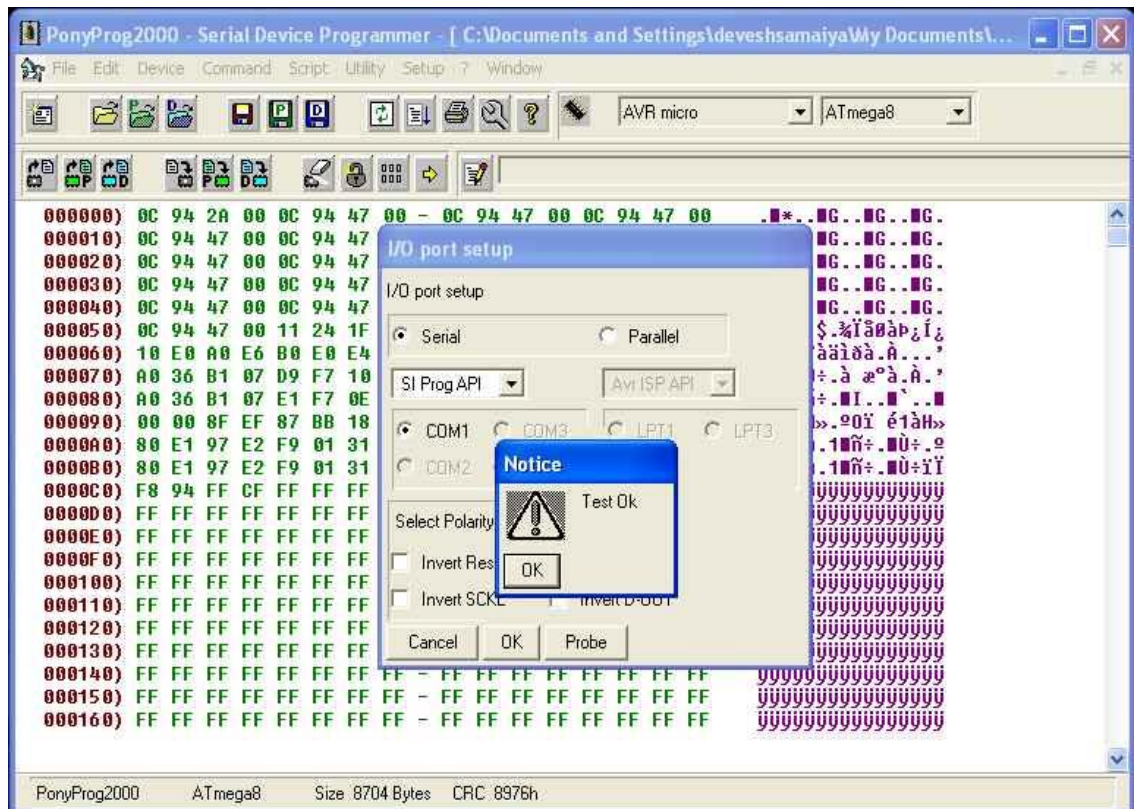 PonyProg2000 - Serial Device Programmer - [ C:\Documents and Settings\deveshsamaiya\My Documents\...
File Edit Device Command Script Utility Setup ? Window
AVR micro ATmega8
000000) 0C 94 2A 00 0C 94 47 00 - 0C 94 47 00 0C 94 47 00
000010) 0C 94 47 00 0C 94 47
000020) 0C 94 47 00 0C 94 47
000030) 0C 94 47 00 0C 94 47
000040) 0C 94 47 00 0C 94 47
000050) 0C 94 47 00 11 24 1F
000060) 10 E0 A0 E6 B0 E0 E4
000070) A0 36 B1 07 D9 F7 10
000080) A0 36 B1 07 E1 F7 0E
000090) 00 00 8F EF 87 BB 18
0000A0) 80 E1 97 E2 F9 01 31
0000B0) 80 E1 97 E2 F9 01 31
0000C0) F8 94 FF CF FF FF FF
0000D0) FF FF FF FF FF FF FF
0000E0) FF FF FF FF FF FF FF
0000F0) FF FF FF FF FF FF FF
000100) FF FF FF FF FF FF FF
000110) FF FF FF FF FF FF FF
000120) FF FF FF FF FF FF FF
000130) FF FF FF FF FF FF FF
000140) FF FF FF FF FF FF FF FF - FF FF FF FF FF FF FF FF ÿÿÿÿÿÿÿÿÿÿÿÿÿÿÿÿ
000150) FF FF FF FF FF FF FF FF - FF FF FF FF FF FF FF FF ÿÿÿÿÿÿÿÿÿÿÿÿÿÿÿÿ
000160) FF FF FF FF FF FF FF FF - FF FF FF FF FF FF FF FF ÿÿÿÿÿÿÿÿÿÿÿÿÿÿÿÿ
I/O port setup
I/O port setup
Serial Parallel
SI Prog API Avr ISP API
COM1 COM3 LPT1 LPT3
COM2
Notice
Test Ok
OK
Select Polarity
Invert Res
Invert SCKL Invert D-OUT
Cancel OK Probe
PonyProg2000 ATmega8 Size 8704 Bytes CRC 8976h